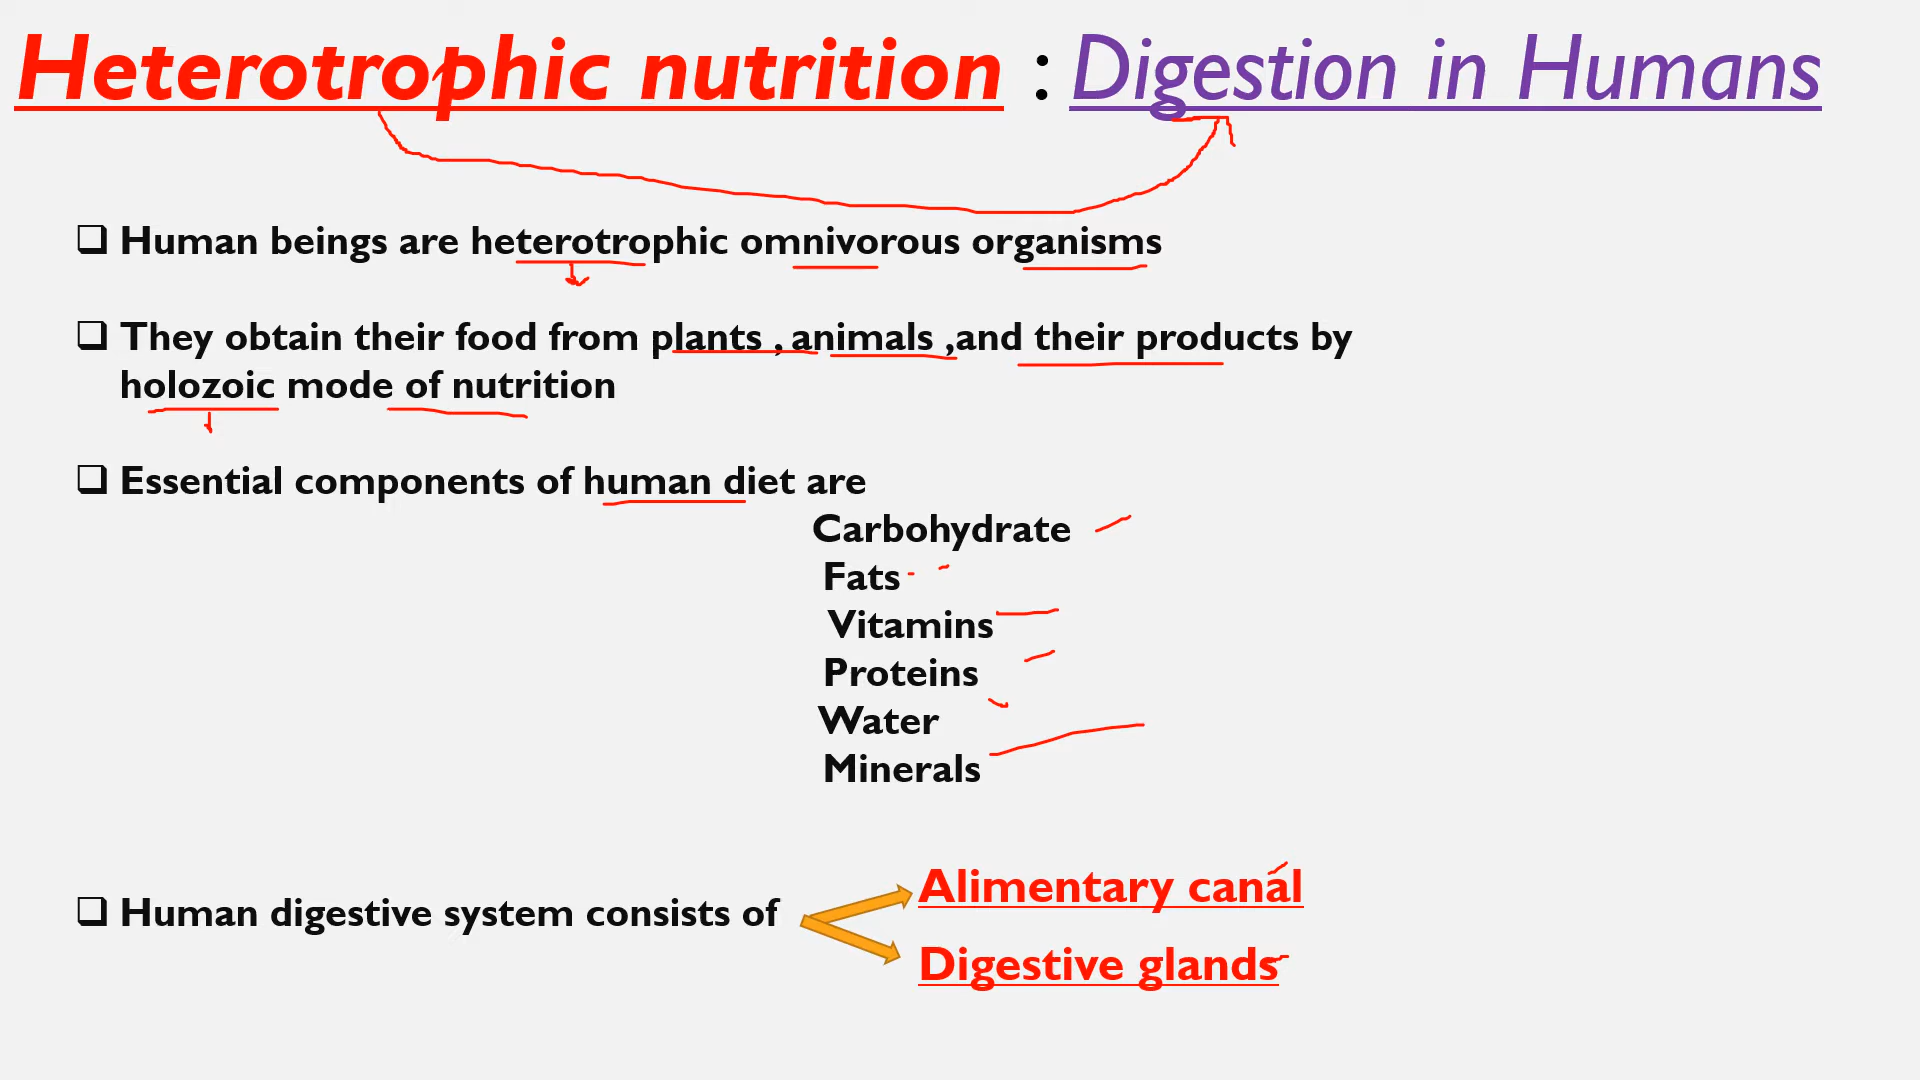 Heterotrophic nutrition : Digestion in Humans
❑ Human beings are heterotrophic omnivorous organisms
❑ They obtain their food from plants , animals ,and their products by
holozoic mode of nutrition
❑ Essential components of human diet are
Carbohydrate
Fats
Vitamins
Proteins
Water
Minerals
❑ Human digestive system consists of
Alimentary canal
Digestive glands